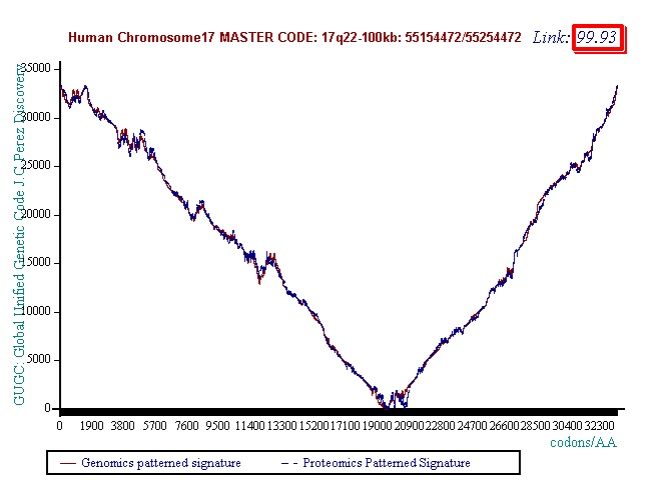 Human Chromosome17 MASTER CODE: 17q22-100kb: 55154472/55254472 Link: 99.93
GUGC: Global Unified Genetic Code J.C.Perez Discovery
35000
30000
25000
20000
15000
10000
5000
0
0 1900 3800 5700 7600 9500 11400 13300 15200 17100 19000 20900 22800 24700 26600 28500 30400 32300
codons/AA
Genomics patterned signature
Proteomics Patterned Signature